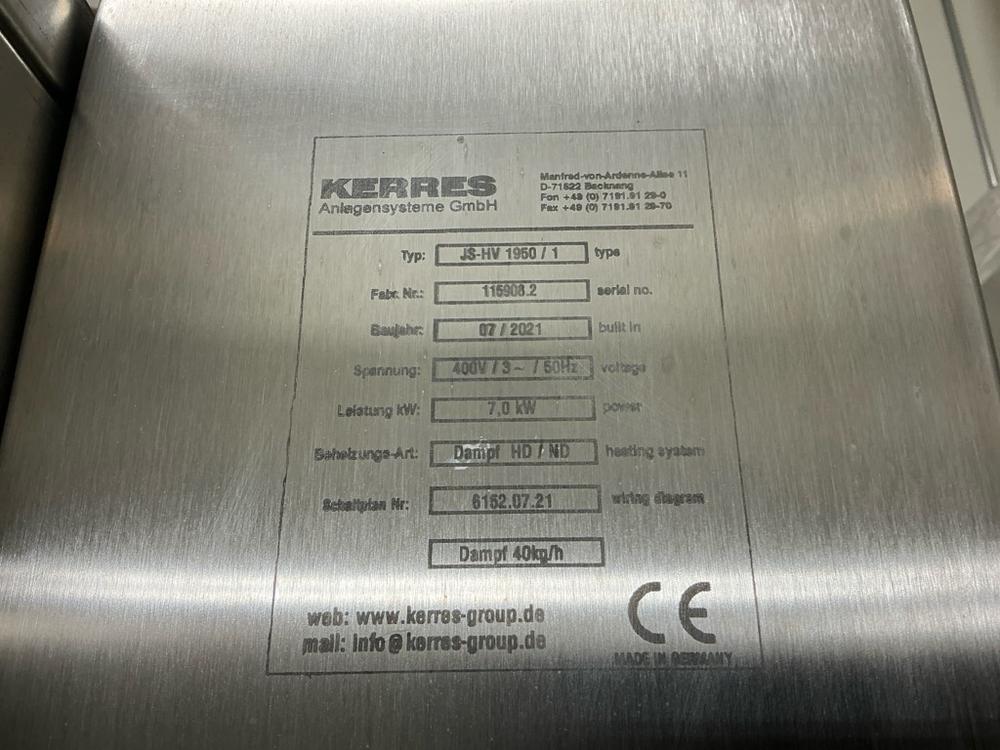 KERRES
Anlagensysteme GmbH
Manfred-von-Ardenne-Allee 11
D-71522 Backnang
Fon +49 (0) 7191.91 29-0
Fax +49 (0) 7191.91 29-70
Typ: JS-HV 1950 / 1 type
Fabr. Nr.: 115908.2 serial no.
Baujahr: 07 / 2021 built in
Spannung: 400V / 3 ~ / 50Hz voltage
Leistung kW: 7,0 kW power
Beheizungs-Art: Dampf HD / ND heating system
Schaltplan Nr: 6152.07.21 wiring diagram
Dampf 40kg/h
web: www.kerres-group.de
mail: info@kerres-group.de
CE
MADE IN GERMANY